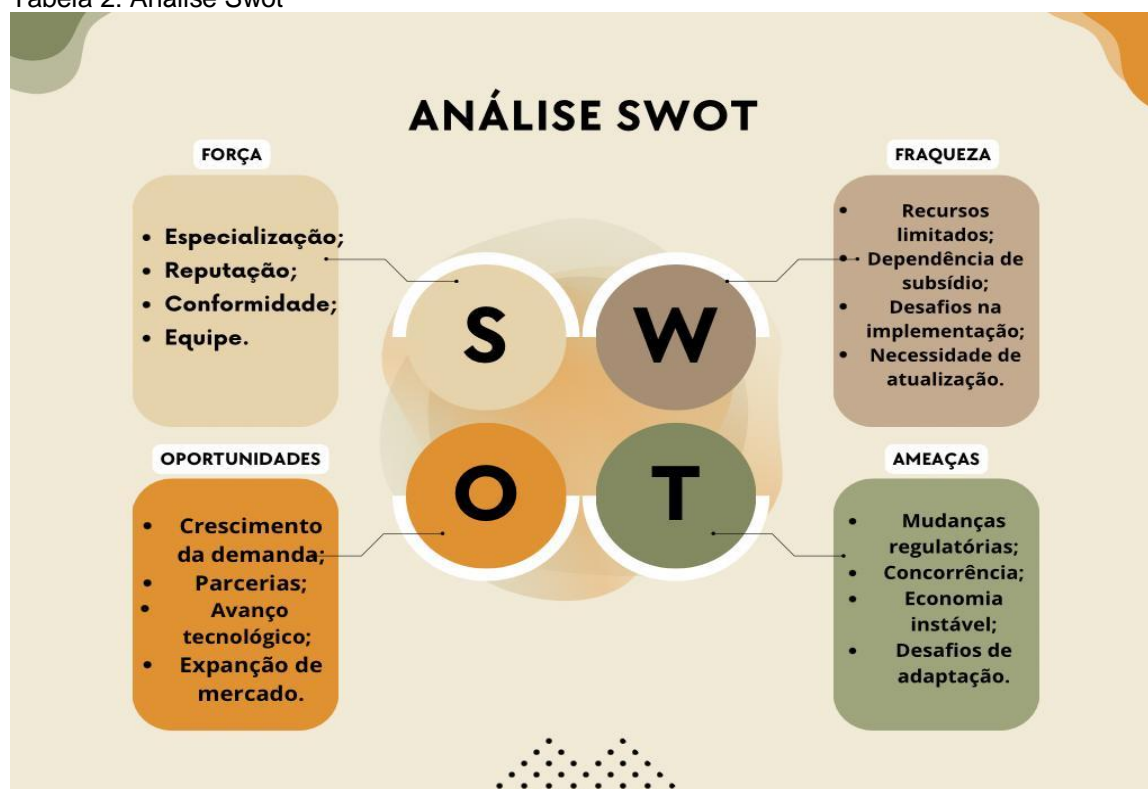 Tabela 2: Análise Swot
ANÁLISE SWOT
FORÇA
• Especialização;
• Reputação;
• Conformidade;
• Equipe.
FRAQUEZA
• Recursos
limitados;
• Dependência de
subsídio;
• Desafios na
implementação;
• Necessidade de
atualização.
S
W
O
T
OPORTUNIDADES
• Crescimento
da demanda;
• Parcerias;
• Avanço
tecnológico;
• Expanção de
mercado.
AMEAÇAS
• Mudanças
regulatórias;
• Concorrência;
• Economia
instável;
• Desafios de
adaptação.